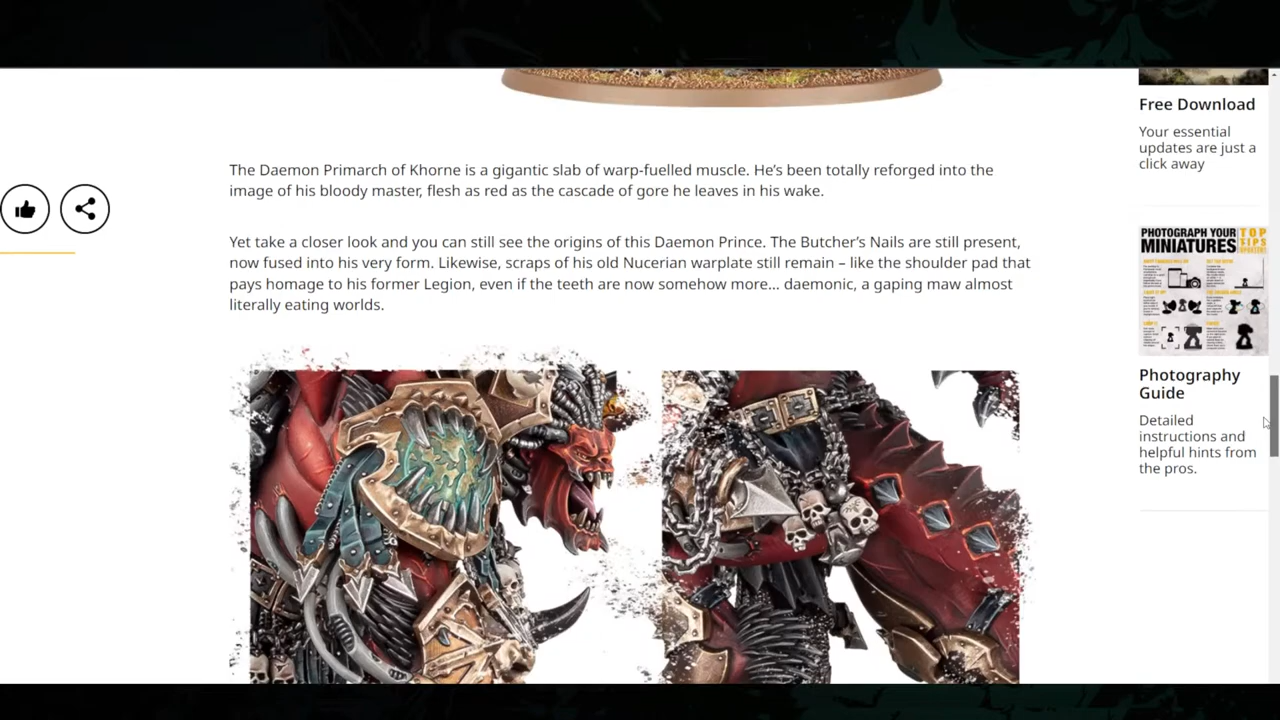 The Daemon Primarch of Khorne is a gigantic slab of warp-fuelled muscle. He's been totally reforged into the
image of his bloody master, flesh as red as the cascade of gore he leaves in his wake.
Yet take a closer look and you can still see the origins of this Daemon Prince. The Butcher's Nails are still present,
now fused into his very form. Likewise, scraps of his old Nucerian warplate still remain – like the shoulder pad that
pays homage to his former Legion, even if the teeth are now somehow more... daemonic, a gaping maw almost
literally eating worlds.
Free Download
Your essential
updates are just a
click away
PHOTOGRAPH YOUR
MINIATURES
TOP
TIPS
Photography
Guide
Detailed
instructions and
helpful hints from
the pros.